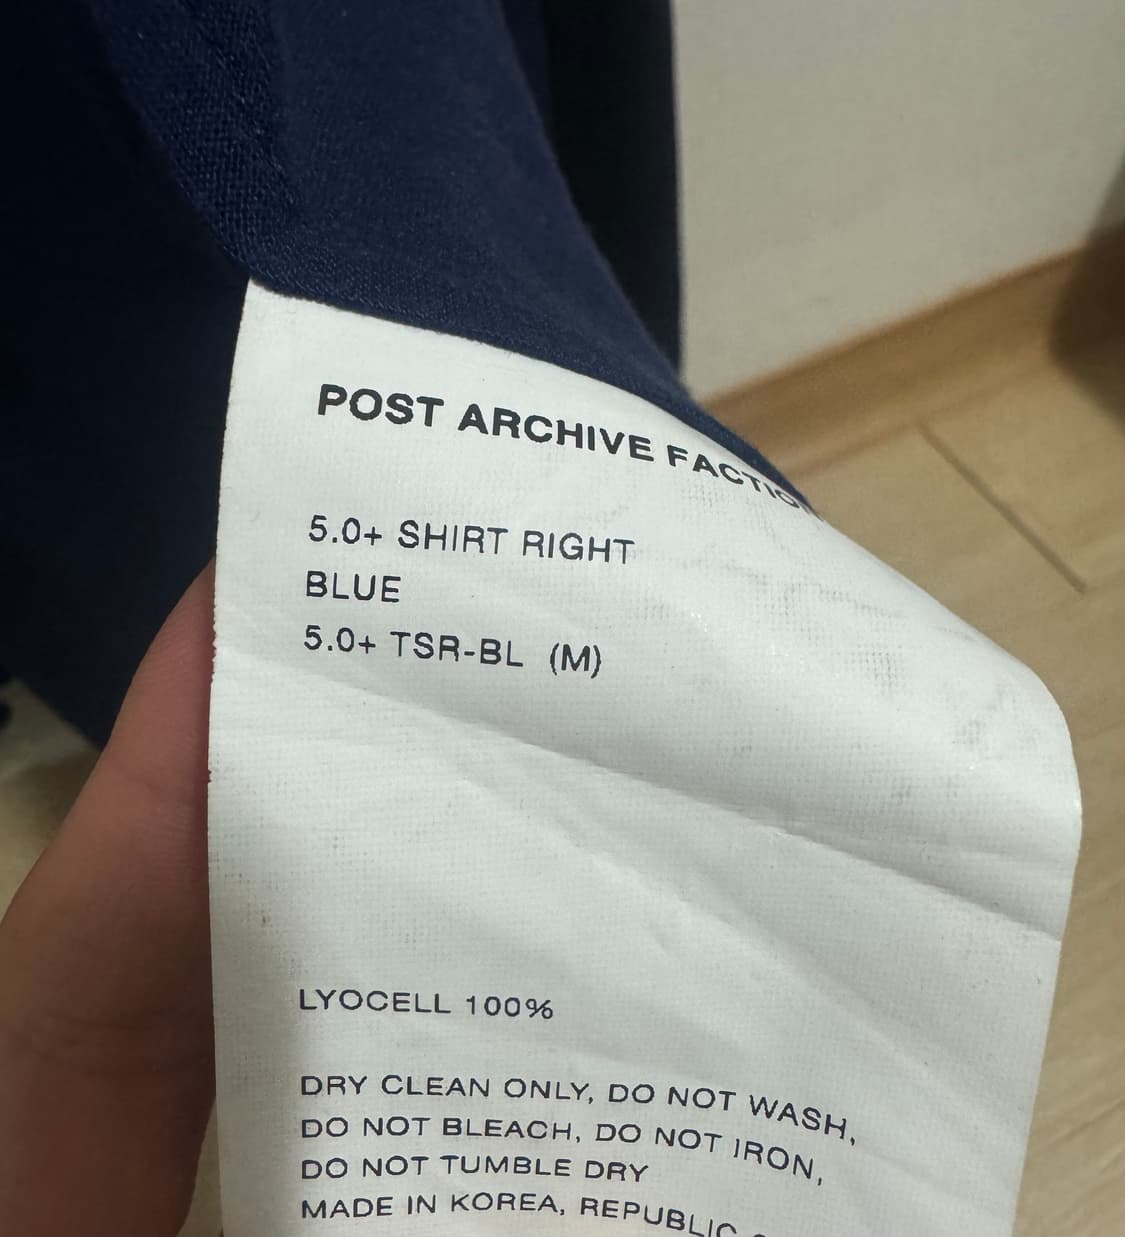 POST ARCHIVE FACTION
5.0+ SHIRT RIGHT
BLUE
5.0+ TSR-BL (M)
LYOCELL 100%
DRY CLEAN ONLY, DO NOT WASH,
DO NOT BLEACH, DO NOT IRON,
DO NOT TUMBLE DRY
MADE IN KOREA, REPUBLIC